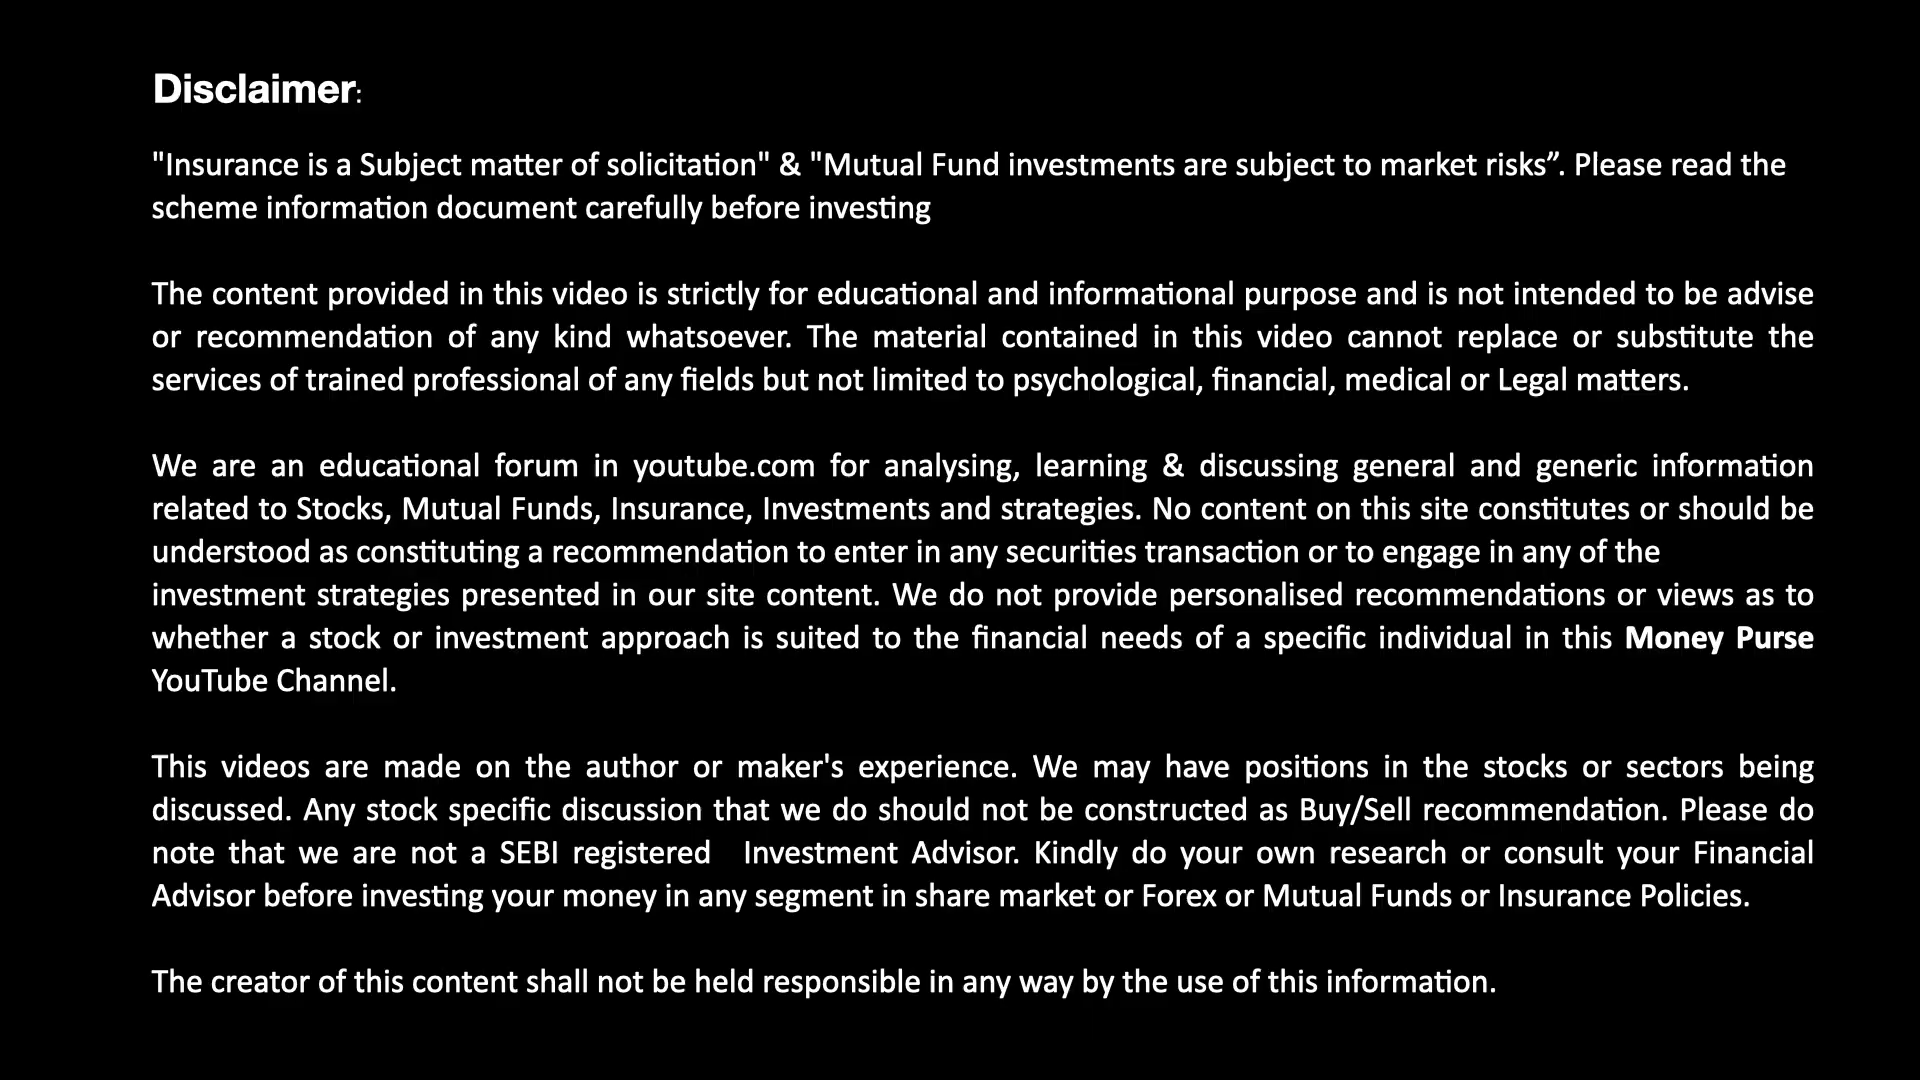 Disclaimer:
"Insurance is a Subject matter of solicitation" & "Mutual Fund investments are subject to market risks”. Please read the
scheme information document carefully before investing
The content provided in this video is strictly for educational and informational purpose and is not intended to be advise
or recommendation of any kind whatsoever. The material contained in this video cannot replace or substitute the
services of trained professional of any fields but not limited to psychological, financial, medical or Legal matters.
We are an educational forum in youtube.com for analysing, learning & discussing general and generic information
related to Stocks, Mutual Funds, Insurance, Investments and strategies. No content on this site constitutes or should be
understood as constituting a recommendation to enter in any securities transaction or to engage in any of the
investment strategies presented in our site content. We do not provide personalised recommendations or views as to
whether a stock or investment approach is suited to the financial needs of a specific individual in this Money Purse
YouTube Channel.
This videos are made on the author or maker's experience. We may have positions in the stocks or sectors being
discussed. Any stock specific discussion that we do should not be constructed as Buy/Sell recommendation. Please do
note that we are not a SEBI registered Investment Advisor. Kindly do your own research or consult your Financial
Advisor before investing your money in any segment in share market or Forex or Mutual Funds or Insurance Policies.
The creator of this content shall not be held responsible in any way by the use of this information.